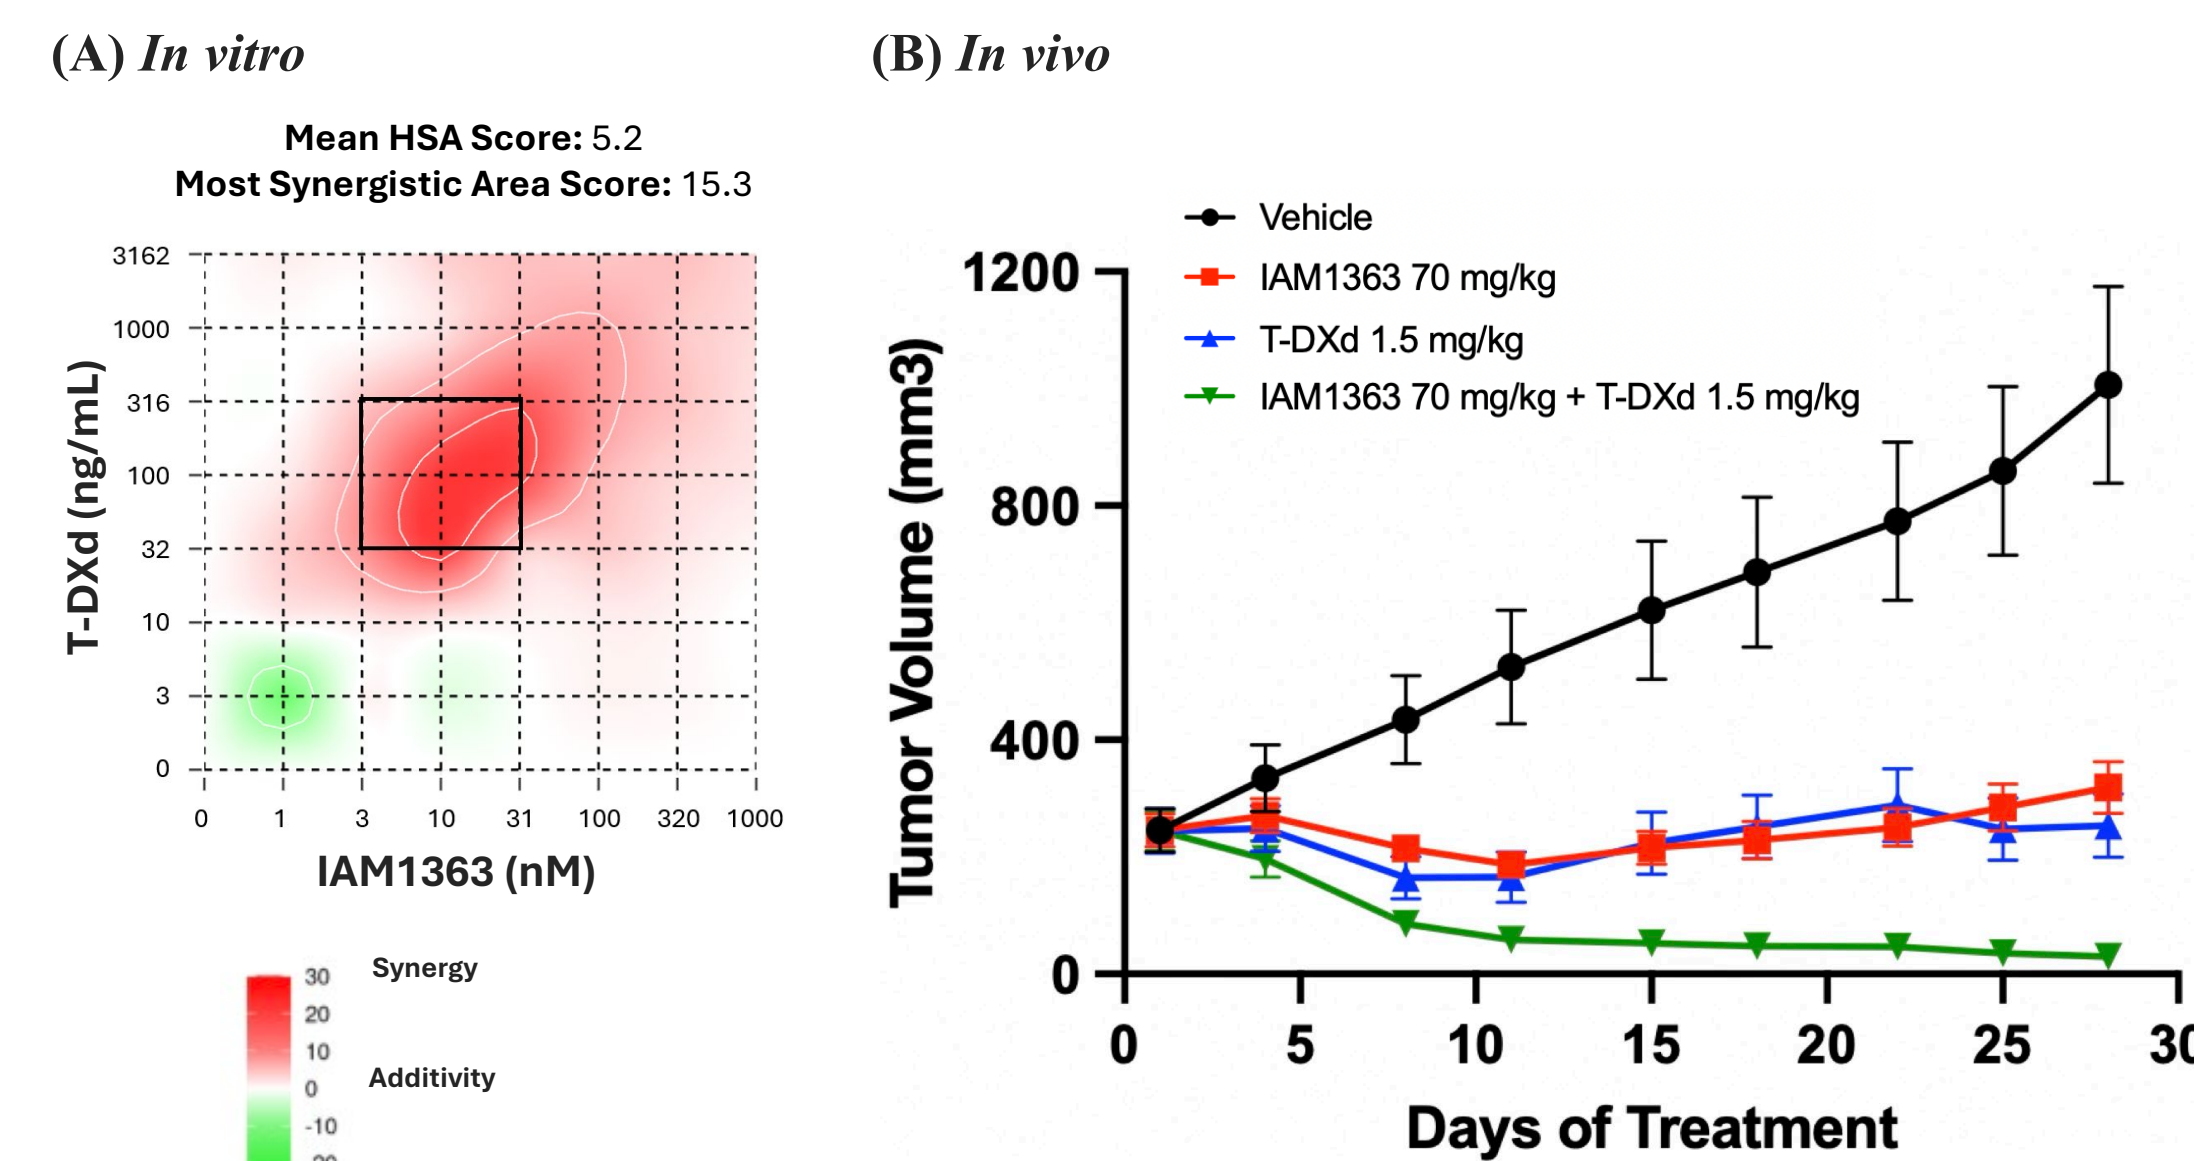 (A) In vitro
Mean HSA Score: 5.2
Most Synergistic Area Score: 15.3
3162
1000
316
100
32
10
3
0
T-DXd (ng/mL)
0 1 3 10 31 100 320 1000
IAM1363 (nM)
30
20
10
0
-10
Synergy
Additivity
(B) In vivo
Vehicle
IAM1363 70 mg/kg
T-DXd 1.5 mg/kg
IAM1363 70 mg/kg + T-DXd 1.5 mg/kg
1200
800
400
0
Tumor Volume (mm3)
0 5 10 15 20 25 30
Days of Treatment